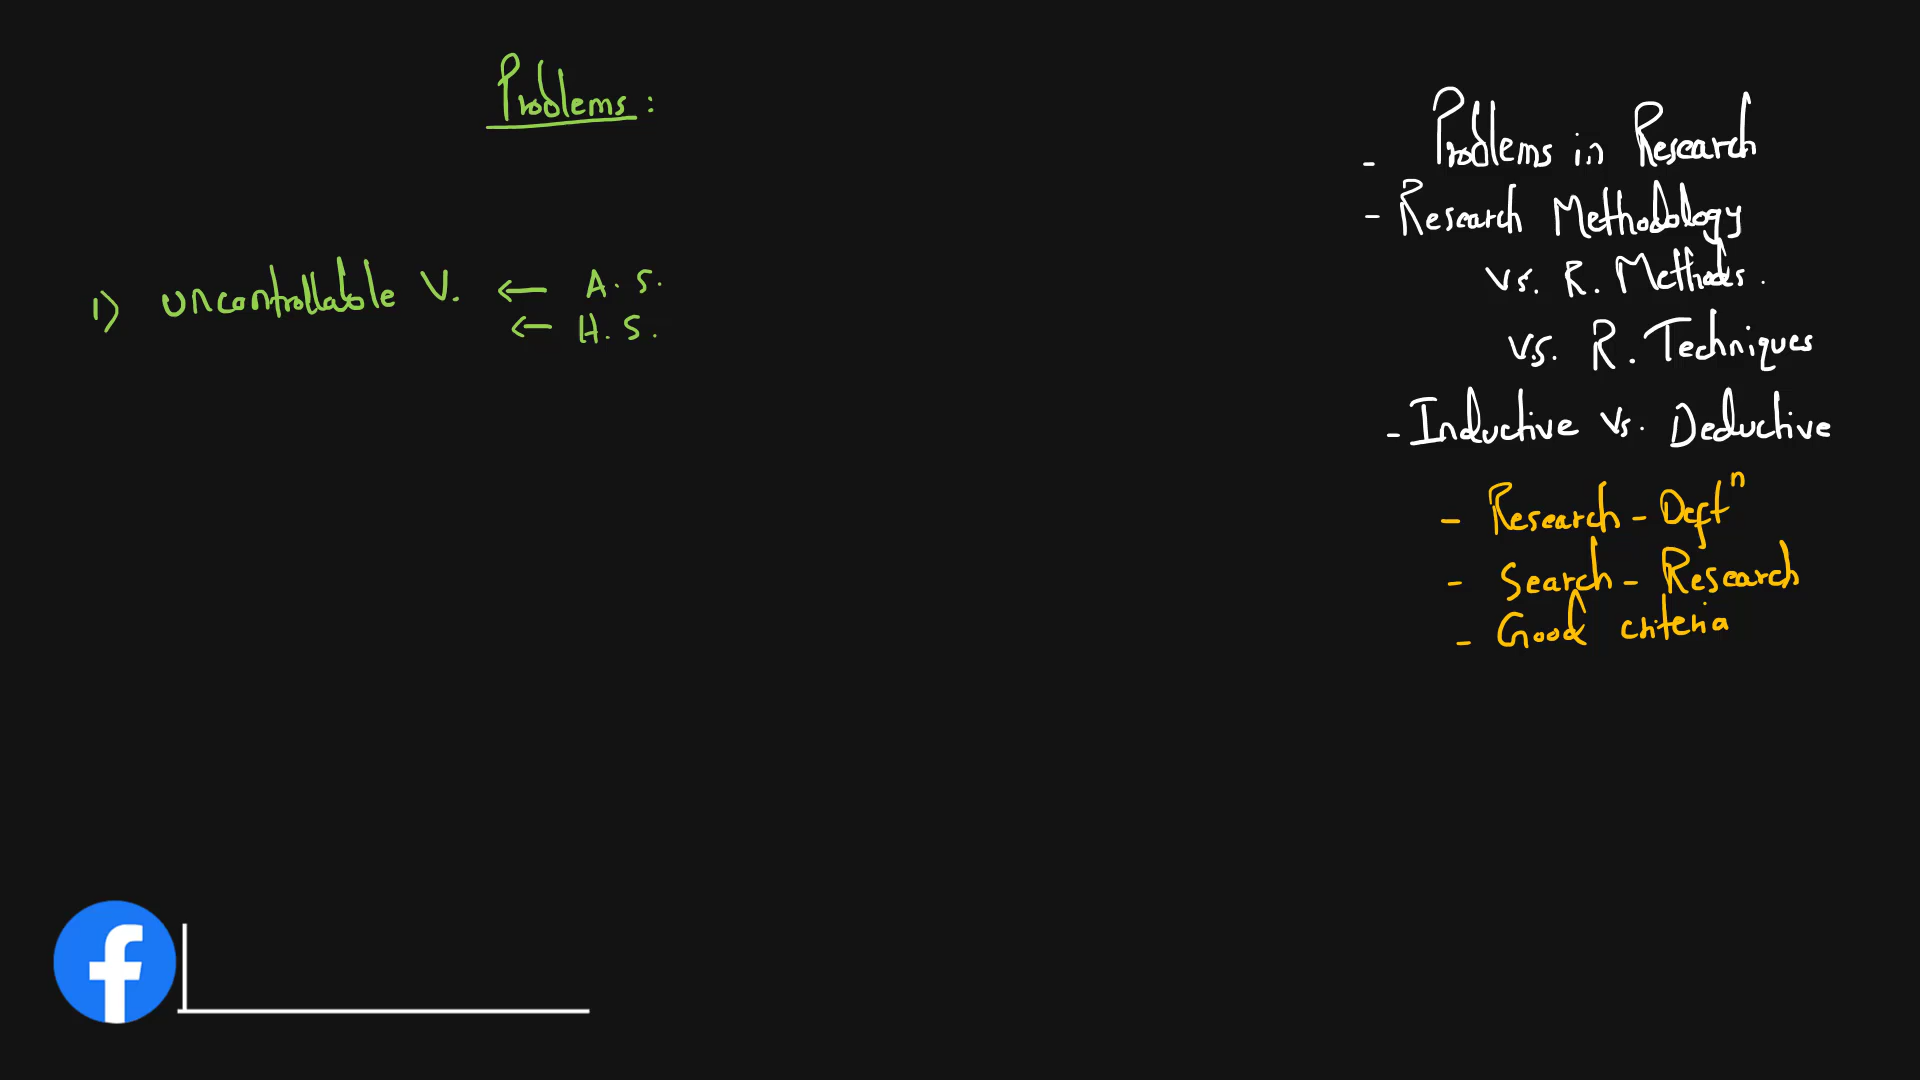 Problems:
1) uncontrollable V. ← A. S.
← H. S.
- Problems in Research
- Research Methodology
vs. R. Methods.
vs. R. Techniques
- Inductive vs. Deductive
- Research - Deftⁿ
- Search - Research
- Good criteria